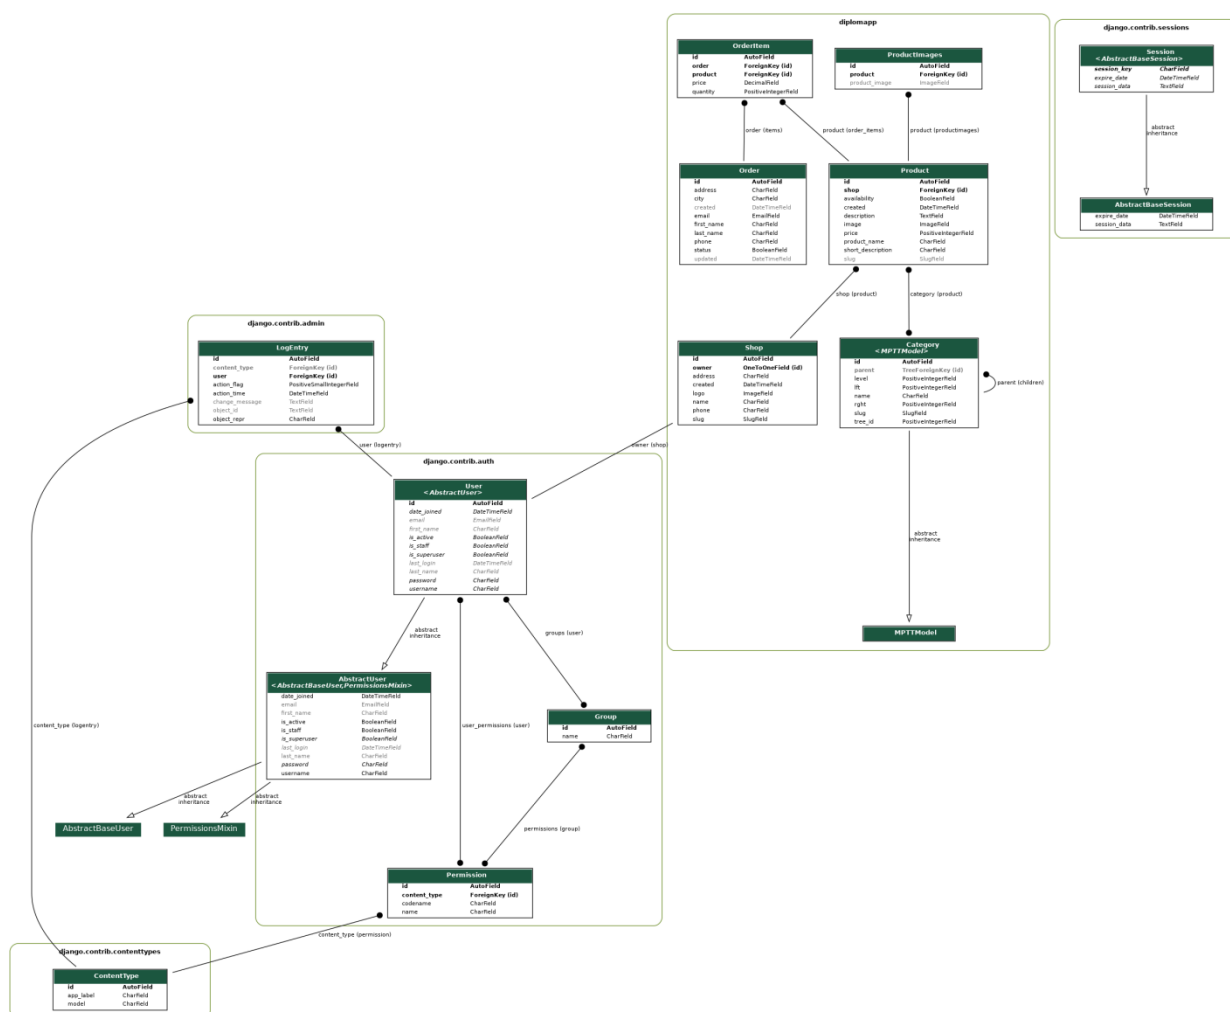 diplomapp
OrderItem
id AutoField
order ForeignKey (id)
product ForeignKey (id)
price DecimalField
quantity PositiveIntegerField
ProductImages
id AutoField
product ForeignKey (id)
product_image ImageField
order (items)
product (order_items)
product (productimages)
Order
id AutoField
address CharField
city CharField
created DateTimeField
email EmailField
first_name CharField
last_name CharField
phone CharField
status BooleanField
updated DateTimeField
Product
id AutoField
shop ForeignKey (id)
availability BooleanField
created DateTimeField
description TextField
image ImageField
price PositiveIntegerField
product_name CharField
short_description CharField
slug SlugField
shop (product)
category (product)
Shop
id AutoField
owner OneToOneField (id)
address CharField
created DateTimeField
logo ImageField
name CharField
phone CharField
slug SlugField
Category
<MPTTModel>
id AutoField
parent TreeForeignKey (id)
level PositiveIntegerField
lft PositiveIntegerField
name CharField
rght PositiveIntegerField
slug SlugField
tree_id PositiveIntegerField
parent (children)
abstract
inheritance
MPTTModel
django.contrib.sessions
Session
<AbstractBaseSession>
session_key CharField
expire_date DateTimeField
session_data TextField
abstract
inheritance
AbstractBaseSession
expire_date DateTimeField
session_data TextField
django.contrib.admin
LogEntry
id AutoField
content_type ForeignKey (id)
user ForeignKey (id)
action_flag PositiveSmallIntegerField
action_time DateTimeField
change_message TextField
object_id TextField
object_repr CharField
user (logentry)
owner (shop)
django.contrib.auth
User
<AbstractUser>
id AutoField
date_joined DateTimeField
email EmailField
first_name CharField
is_active BooleanField
is_staff BooleanField
is_superuser BooleanField
last_login DateTimeField
last_name CharField
password CharField
username CharField
abstract
inheritance
groups (user)
AbstractUser
<AbstractBaseUser,PermissionsMixin>
date_joined DateTimeField
email EmailField
first_name CharField
is_active BooleanField
is_staff BooleanField
is_superuser BooleanField
last_login DateTimeField
last_name CharField
password CharField
username CharField
user_permissions (user)
Group
id AutoField
name CharField
content_type (logentry)
abstract
inheritance
abstract
inheritance
AbstractBaseUser
PermissionsMixin
permissions (group)
Permission
id AutoField
content_type ForeignKey (id)
codename CharField
name CharField
content_type (permission)
django.contrib.contenttypes
ContentType
id AutoField
app_label CharField
model CharField